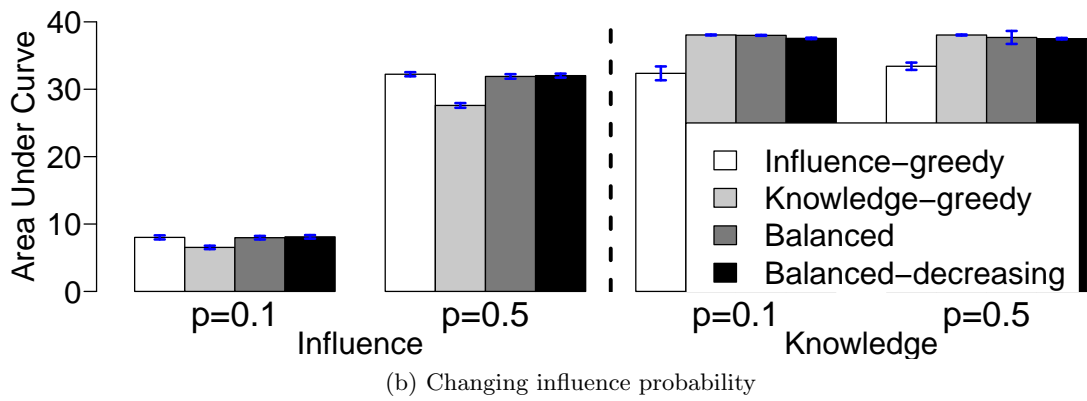 Area Under Curve
40
30
20
10
0
Influence−greedy
Knowledge−greedy
Balanced
Balanced−decreasing
p=0.1 p=0.5 p=0.1 p=0.5
Influence Knowledge
(b) Changing influence probability